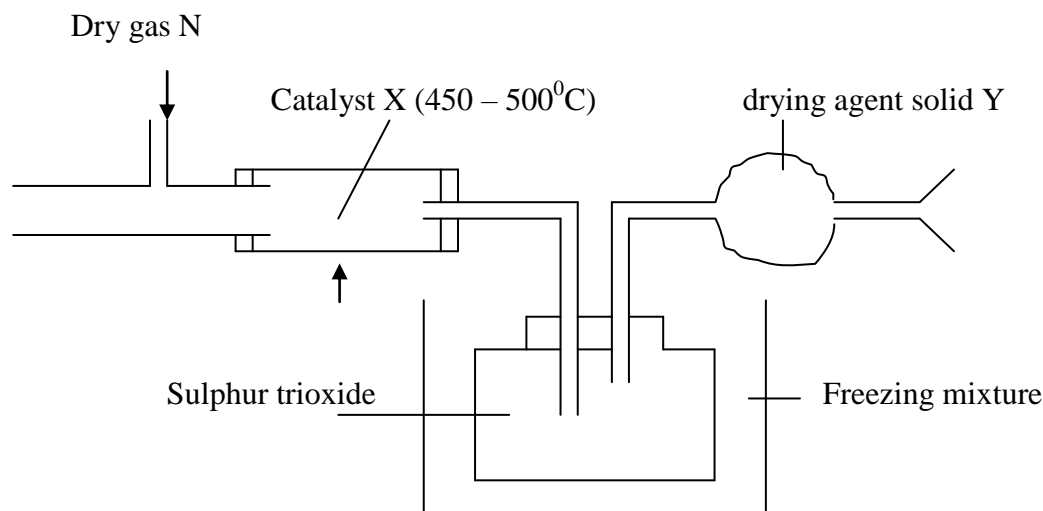 Dry gas N
Catalyst X (450 – 500⁰C)
drying agent solid Y
Sulphur trioxide
Freezing mixture